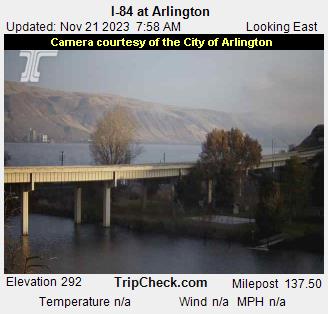 I-84 at Arlington
Updated: Nov 21 2023 7:58 AM Looking East
Camera courtesy of the City of Arlington
Elevation 292 TripCheck.com Milepost 137.50
Temperature n/a Wind n/a MPH n/a